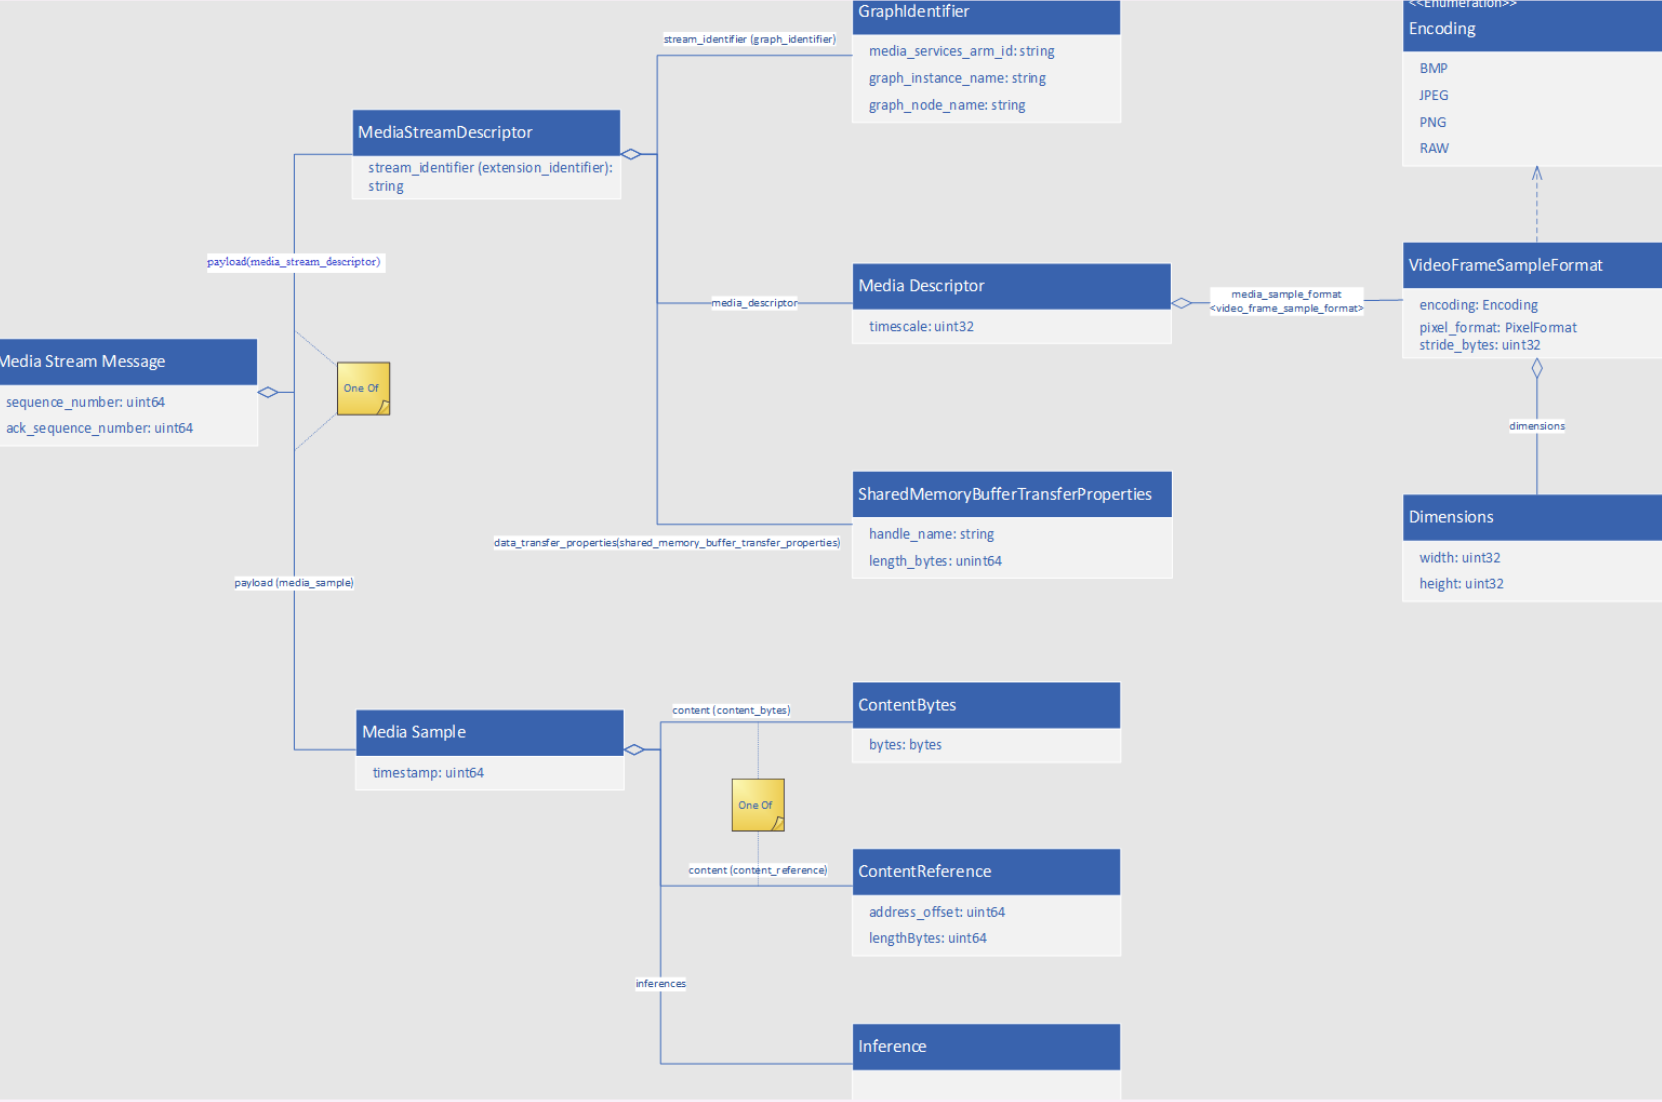 GraphIdentifier
media_services_arm_id: string
graph_instance_name: string
graph_node_name: string
<<Enumeration>>
Encoding
BMP
JPEG
PNG
RAW
stream_identifier (graph_identifier)
MediaStreamDescriptor
stream_identifier (extension_identifier):
string
payload(media_stream_descriptor)
Media Descriptor
timescale: uint32
media_descriptor
media_sample_format
<video_frame_sample_format>
VideoFrameSampleFormat
encoding: Encoding
pixel_format: PixelFormat
stride_bytes: uint32
Media Stream Message
sequence_number: uint64
ack_sequence_number: uint64
One Of
dimensions
SharedMemoryBufferTransferProperties
handle_name: string
length_bytes: unint64
data_transfer_properties(shared_memory_buffer_transfer_properties)
Dimensions
width: uint32
height: uint32
payload (media_sample)
Media Sample
timestamp: uint64
content (content_bytes)
ContentBytes
bytes: bytes
One Of
content (content_reference)
ContentReference
address_offset: uint64
lengthBytes: uint64
inferences
Inference